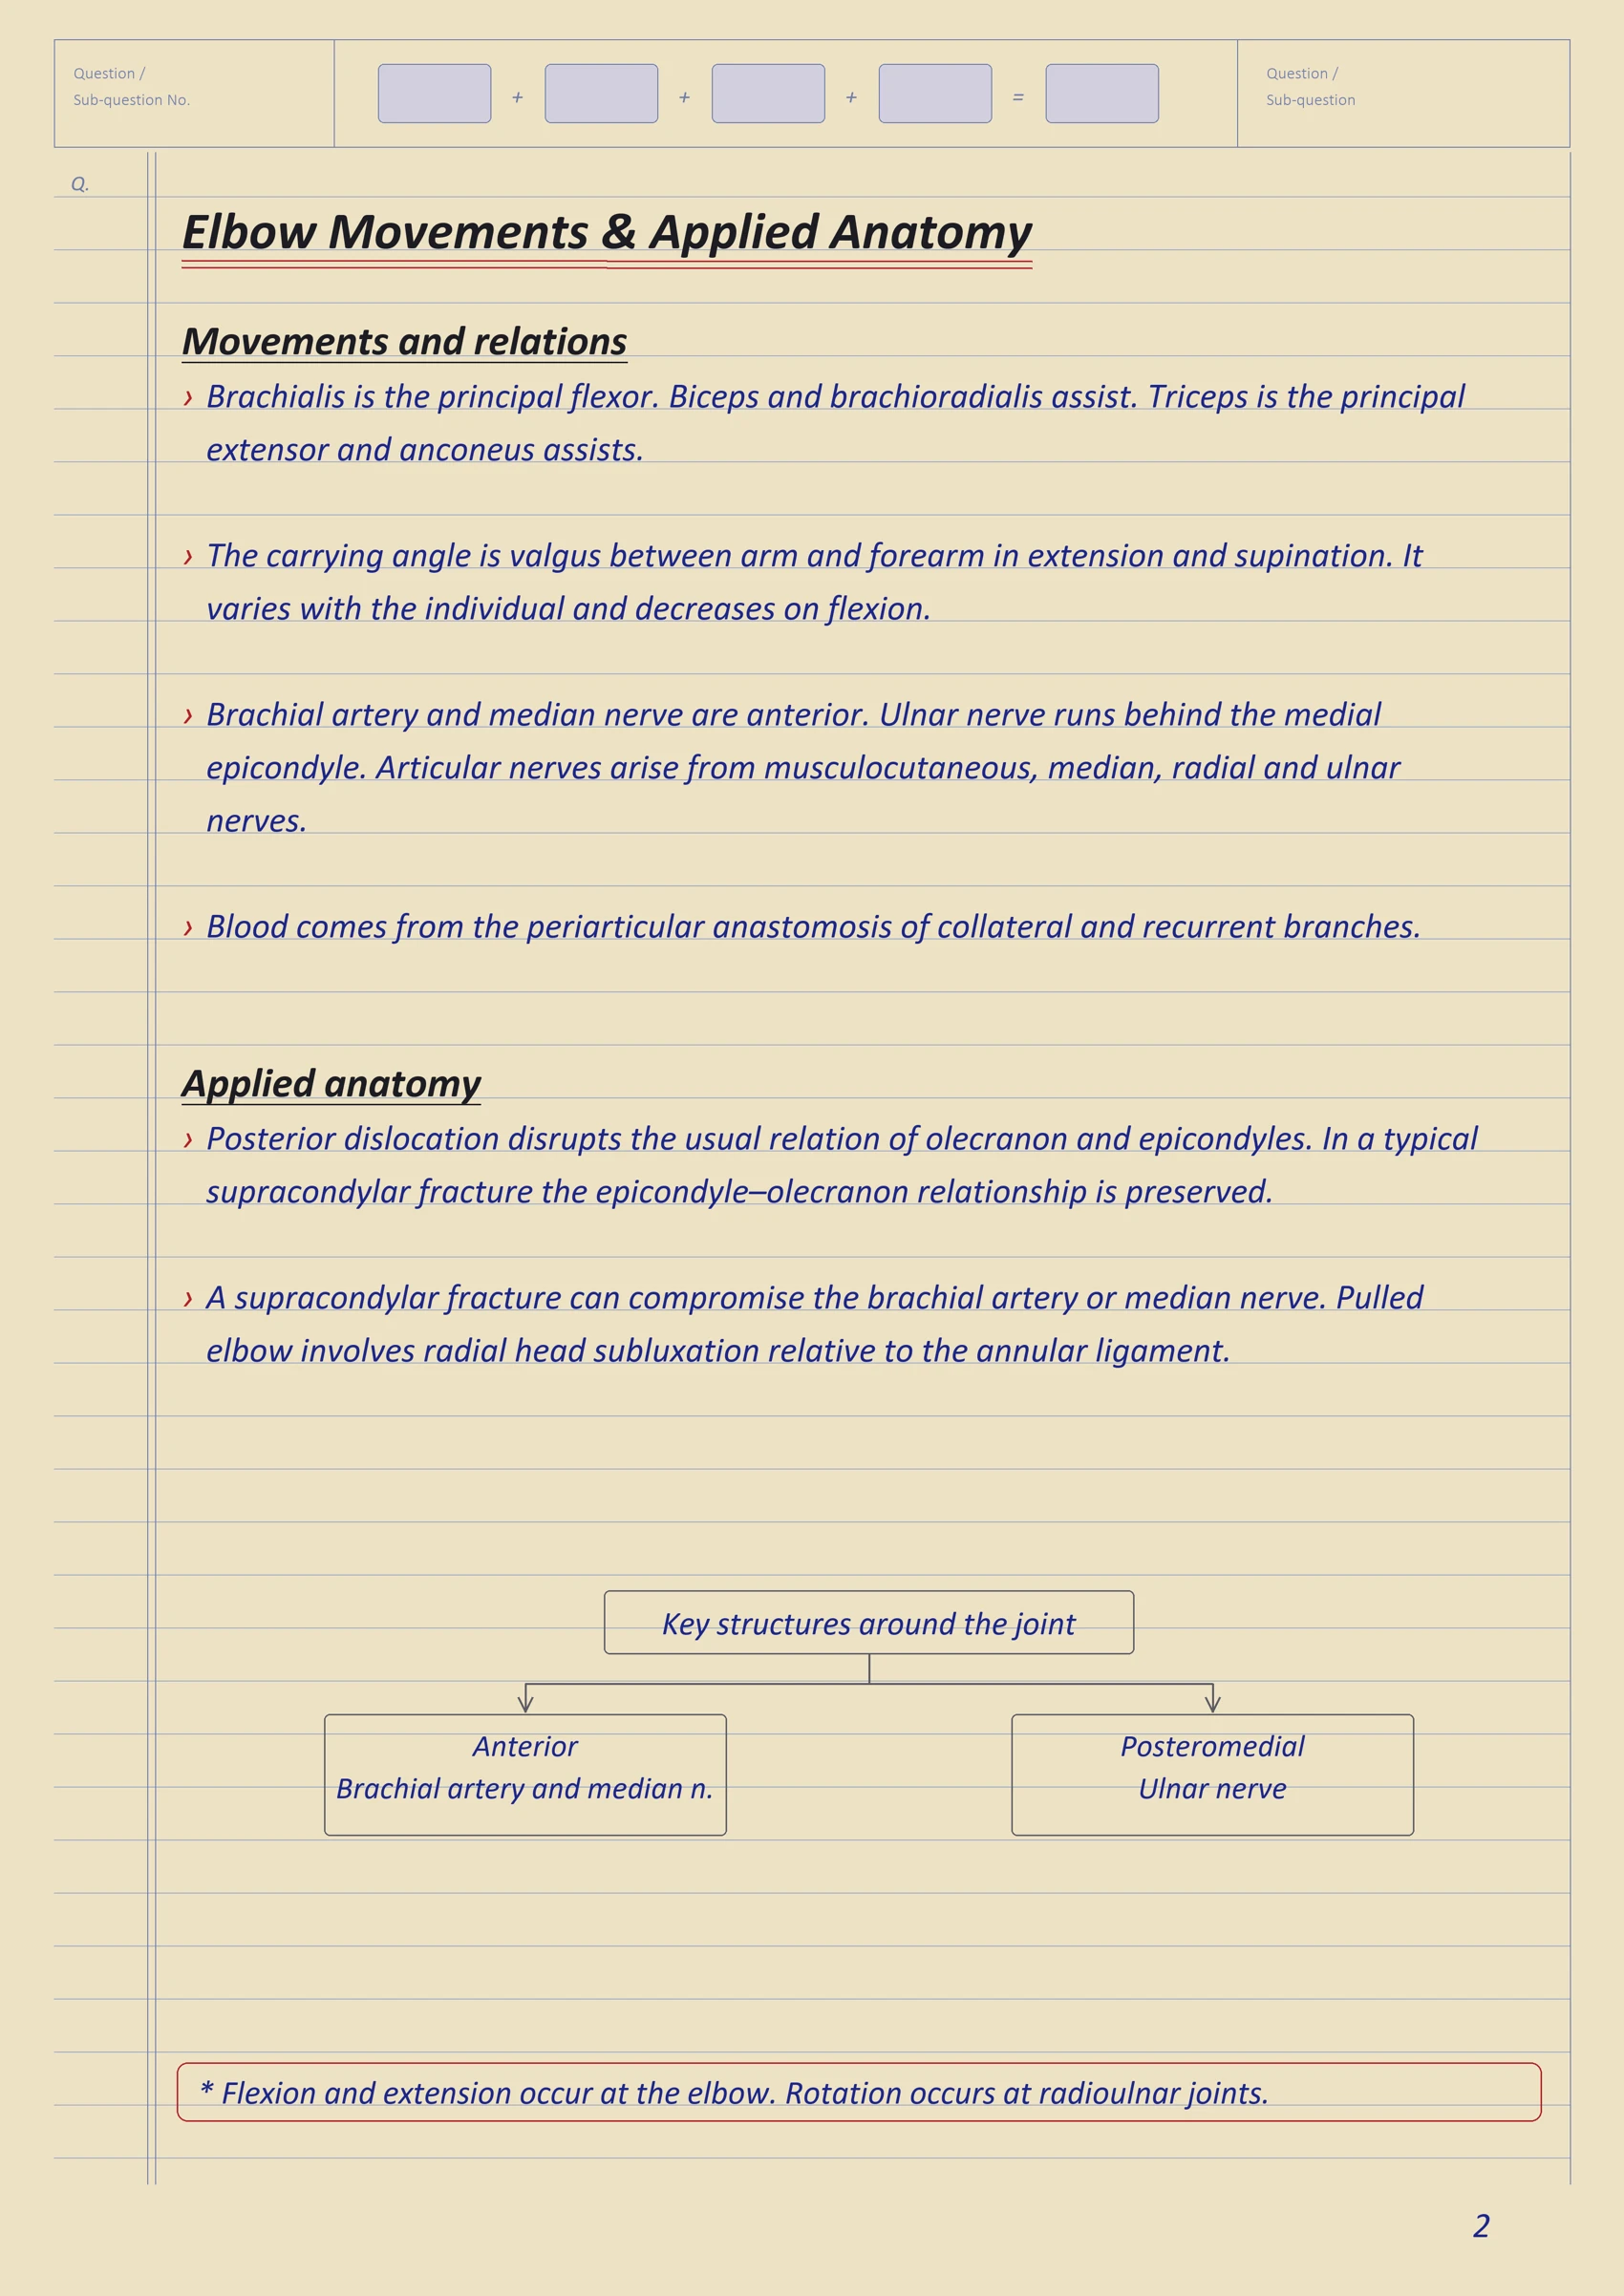 Question /
Sub-question No.
+ + + =
Question /
Sub-question
Q.
Elbow Movements & Applied Anatomy
Movements and relations
› Brachialis is the principal flexor. Biceps and brachioradialis assist. Triceps is the principal
extensor and anconeus assists.
› The carrying angle is valgus between arm and forearm in extension and supination. It
varies with the individual and decreases on flexion.
› Brachial artery and median nerve are anterior. Ulnar nerve runs behind the medial
epicondyle. Articular nerves arise from musculocutaneous, median, radial and ulnar
nerves.
› Blood comes from the periarticular anastomosis of collateral and recurrent branches.
Applied anatomy
› Posterior dislocation disrupts the usual relation of olecranon and epicondyles. In a typical
supracondylar fracture the epicondyle–olecranon relationship is preserved.
› A supracondylar fracture can compromise the brachial artery or median nerve. Pulled
elbow involves radial head subluxation relative to the annular ligament.
Key structures around the joint
Anterior
Brachial artery and median n.
Posteromedial
Ulnar nerve
* Flexion and extension occur at the elbow. Rotation occurs at radioulnar joints.
2